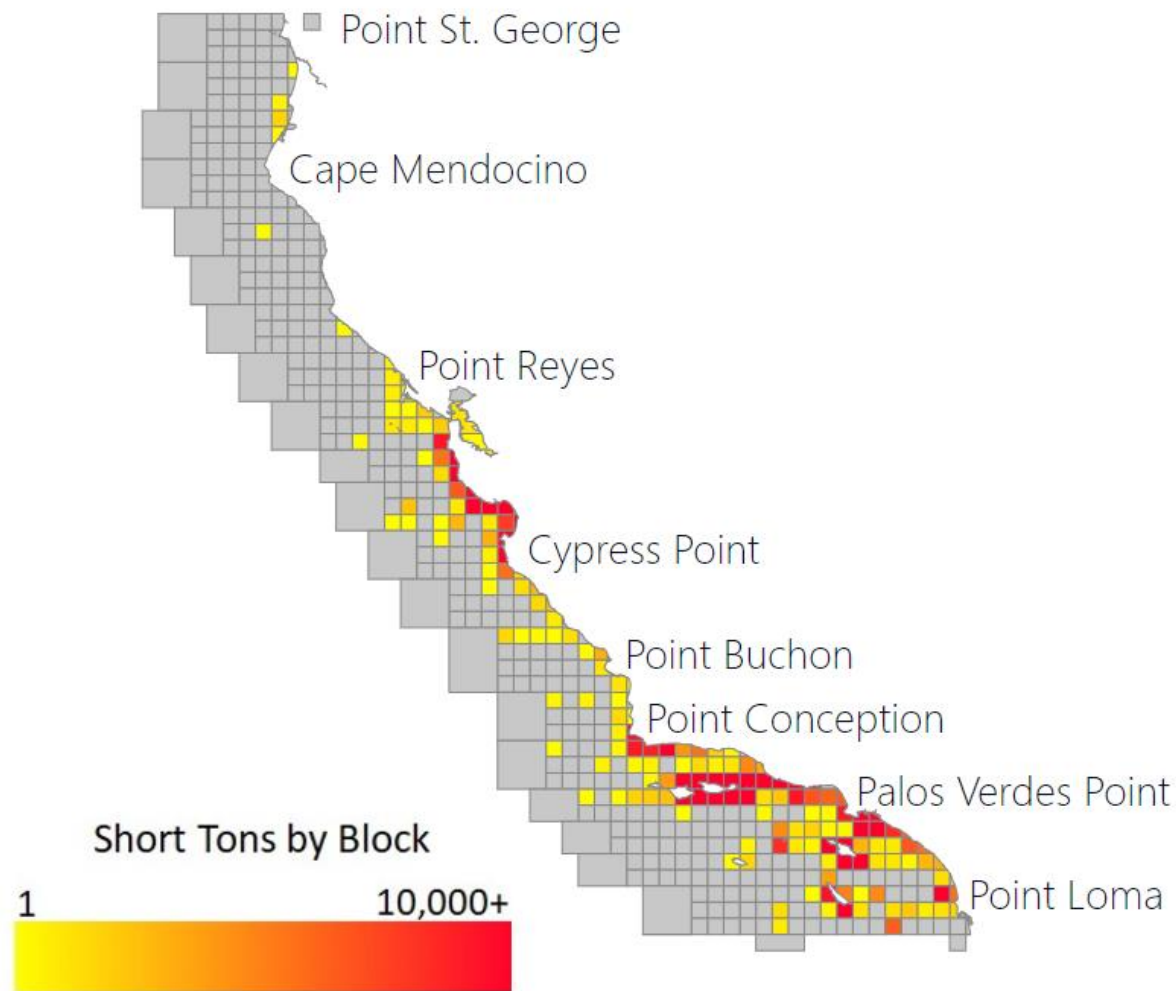 Point St. George
Cape Mendocino
Point Reyes
Cypress Point
Point Buchon
Point Conception
Palos Verdes Point
Short Tons by Block
1 10,000+
Point Loma